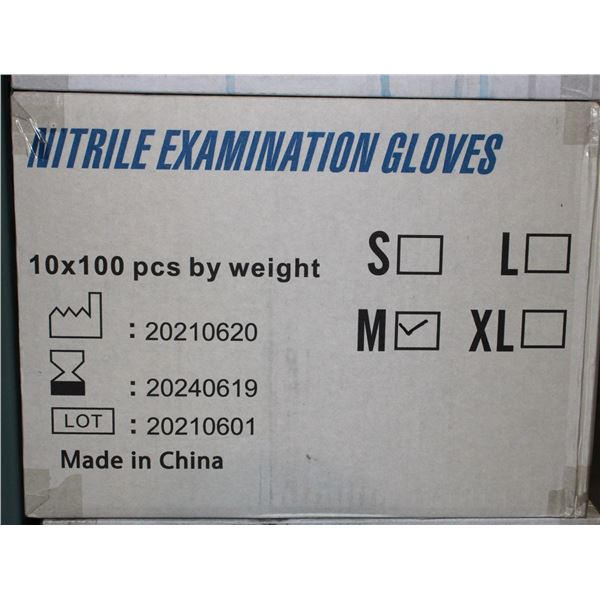 NITRILE EXAMINATION GLOVES
10x100 pcs by weight
S L
M XL
: 20210620
: 20240619
LOT : 20210601
Made in China